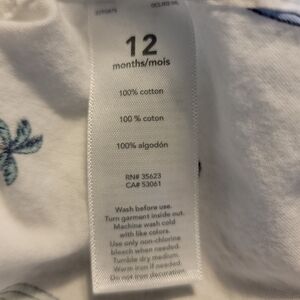 12
months/mois
100% cotton
100 % coton
100% algodón
RN# 35623
CA# 53061
Wash before use.
Turn garment inside out.
Machine wash cold
with like colors.
Use only non-chlorine
bleach when needed.
Tumble dry medium.
Warm iron if needed.
Do not iron decoration.